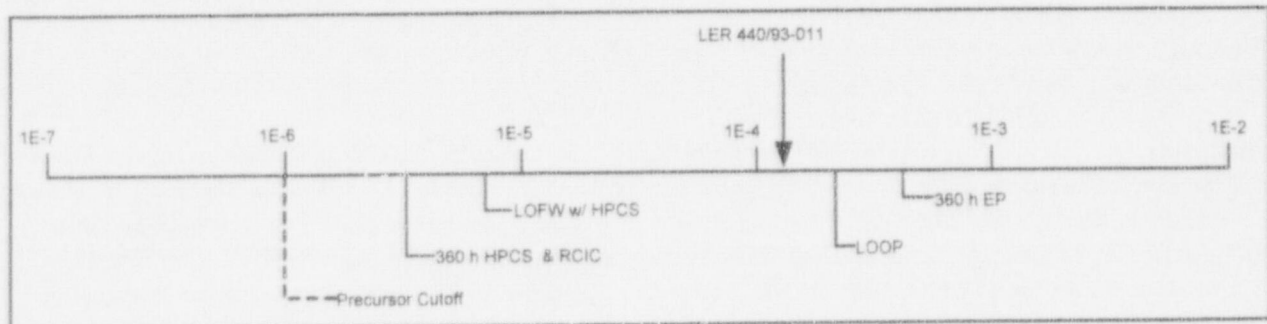 LER 440/93-011
1E-7 1E-6 1E-5 1E-4 1E-3 1E-2
360 h EP
LOFW w/ HPCS
LOOP
360 h HPCS & RCIC
Precursor Cutoff